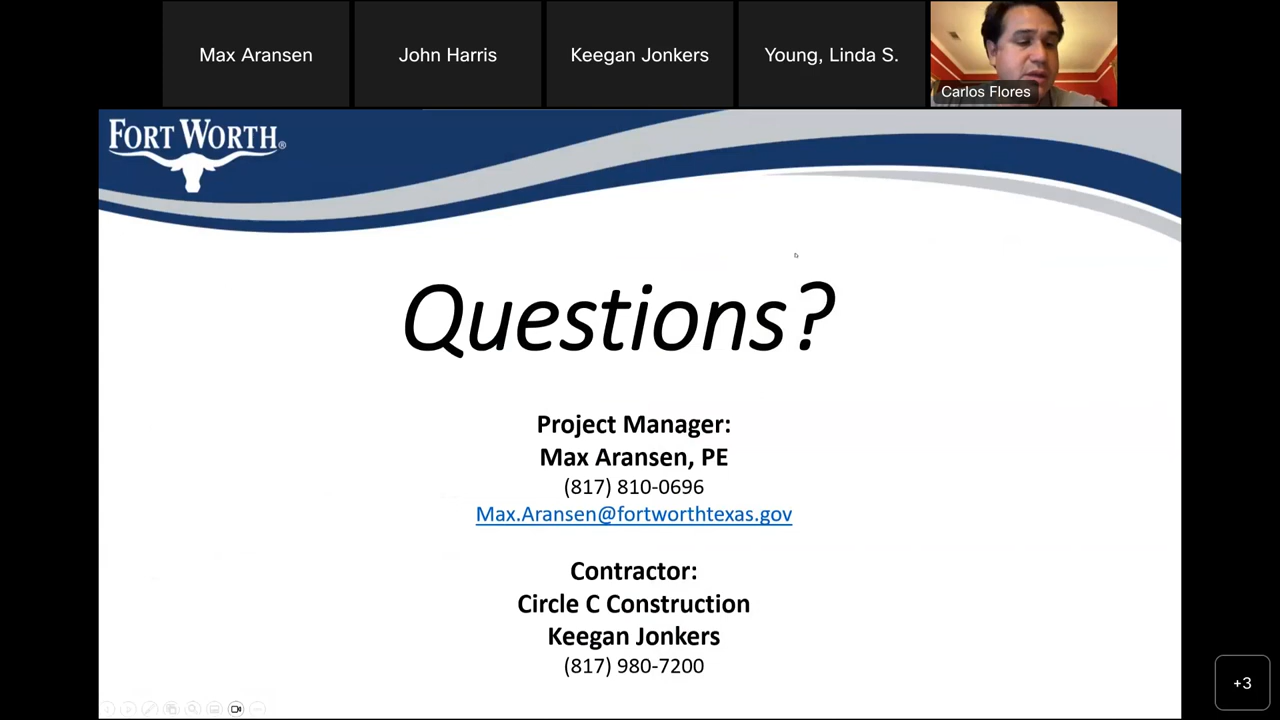 Max Aransen
John Harris
Keegan Jonkers
Young, Linda S.
Carlos Flores
FORT WORTH®
Questions?
Project Manager:
Max Aransen, PE
(817) 810-0696
Max.Aransen@fortworthtexas.gov
Contractor:
Circle C Construction
Keegan Jonkers
(817) 980-7200
+3